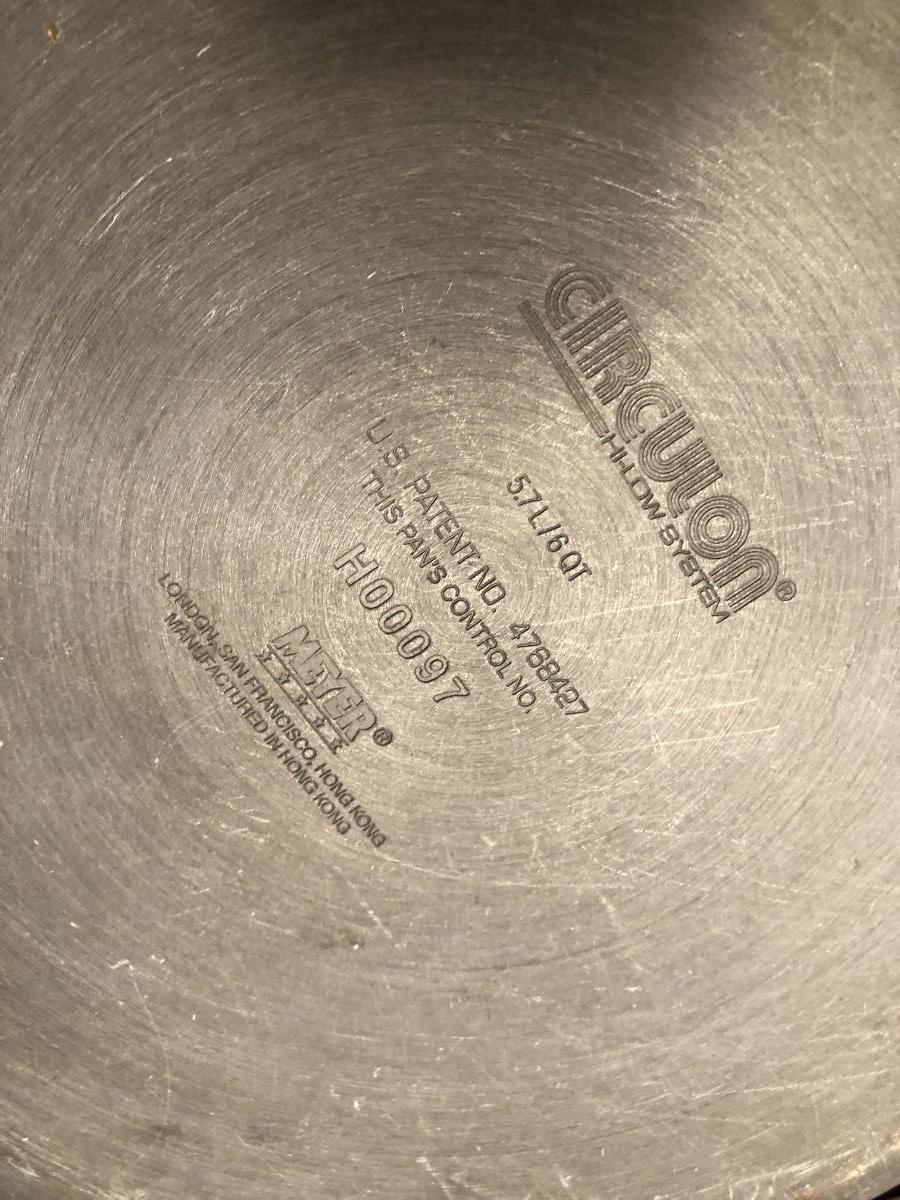 CIRCULON®
HI-LOW SYSTEM
5.7 L/6 QT
U.S. PATENT NO. 4788427
THIS PAN'S CONTROL NO.
H00097
MEYER®
LONDON, SAN FRANCISCO, HONG KONG
MANUFACTURED IN HONG KONG